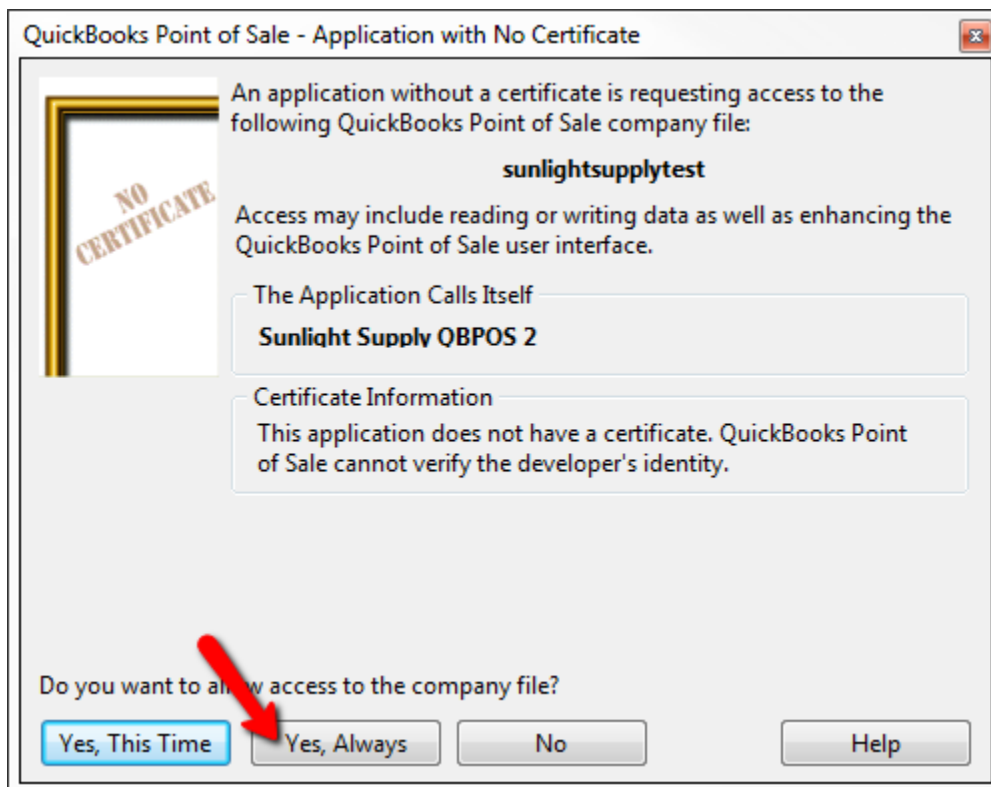 QuickBooks Point of Sale - Application with No Certificate
An application without a certificate is requesting access to the
following QuickBooks Point of Sale company file:
NO
CERTIFICATE
sunlightsupplytest
Access may include reading or writing data as well as enhancing the
QuickBooks Point of Sale user interface.
The Application Calls Itself
Sunlight Supply QBPOS 2
Certificate Information
This application does not have a certificate. QuickBooks Point
of Sale cannot verify the developer's identity.
Do you want to allow access to the company file?
Yes, This Time
Yes, Always
No
Help